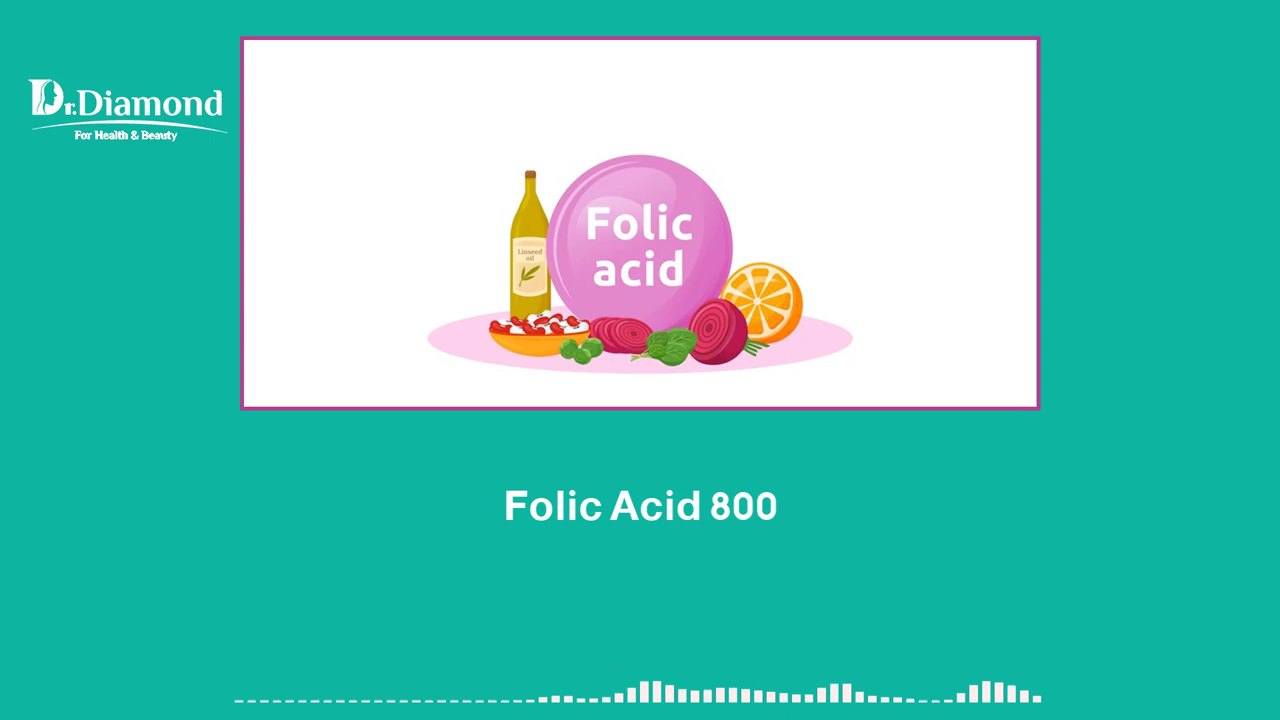 Dr.Diamond
For Health & Beauty
Folic
acid
Linseed
oil
Folic Acid 800